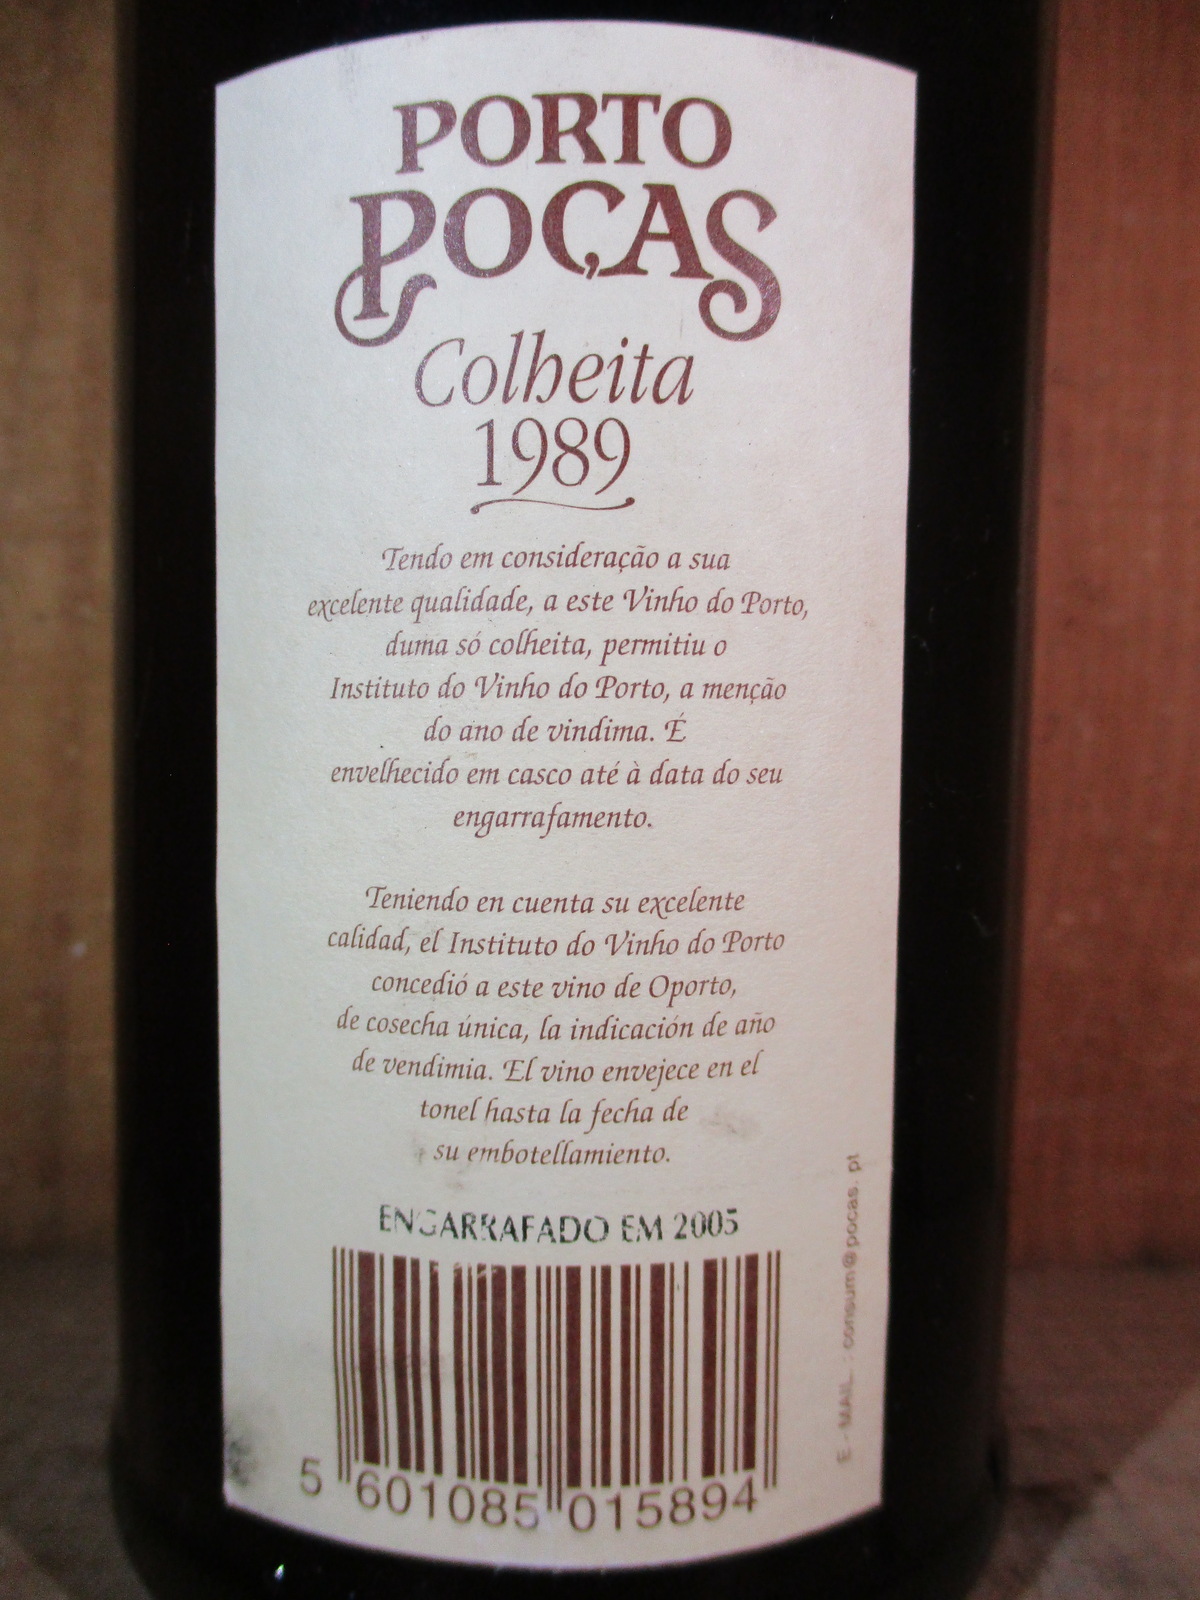 PORTO
POÇAS
Colheita
1989
Tendo em consideração a sua
excelente qualidade, a este Vinho do Porto,
duma só colheita, permitiu o
Instituto do Vinho do Porto, a menção
do ano de vindima. É
envelhecido em casco até à data do seu
engarrafamento.
Teniendo en cuenta su excelente
calidad, el Instituto do Vinho do Porto
concedió a este vino de Oporto,
de cosecha única, la indicación de año
de vendimia. El vino envejece en el
tonel hasta la fecha de
su embotellamiento.
ENGARRAFADO EM 2005
5 601085 015894
E-MAIL.: consum@pocas.pt